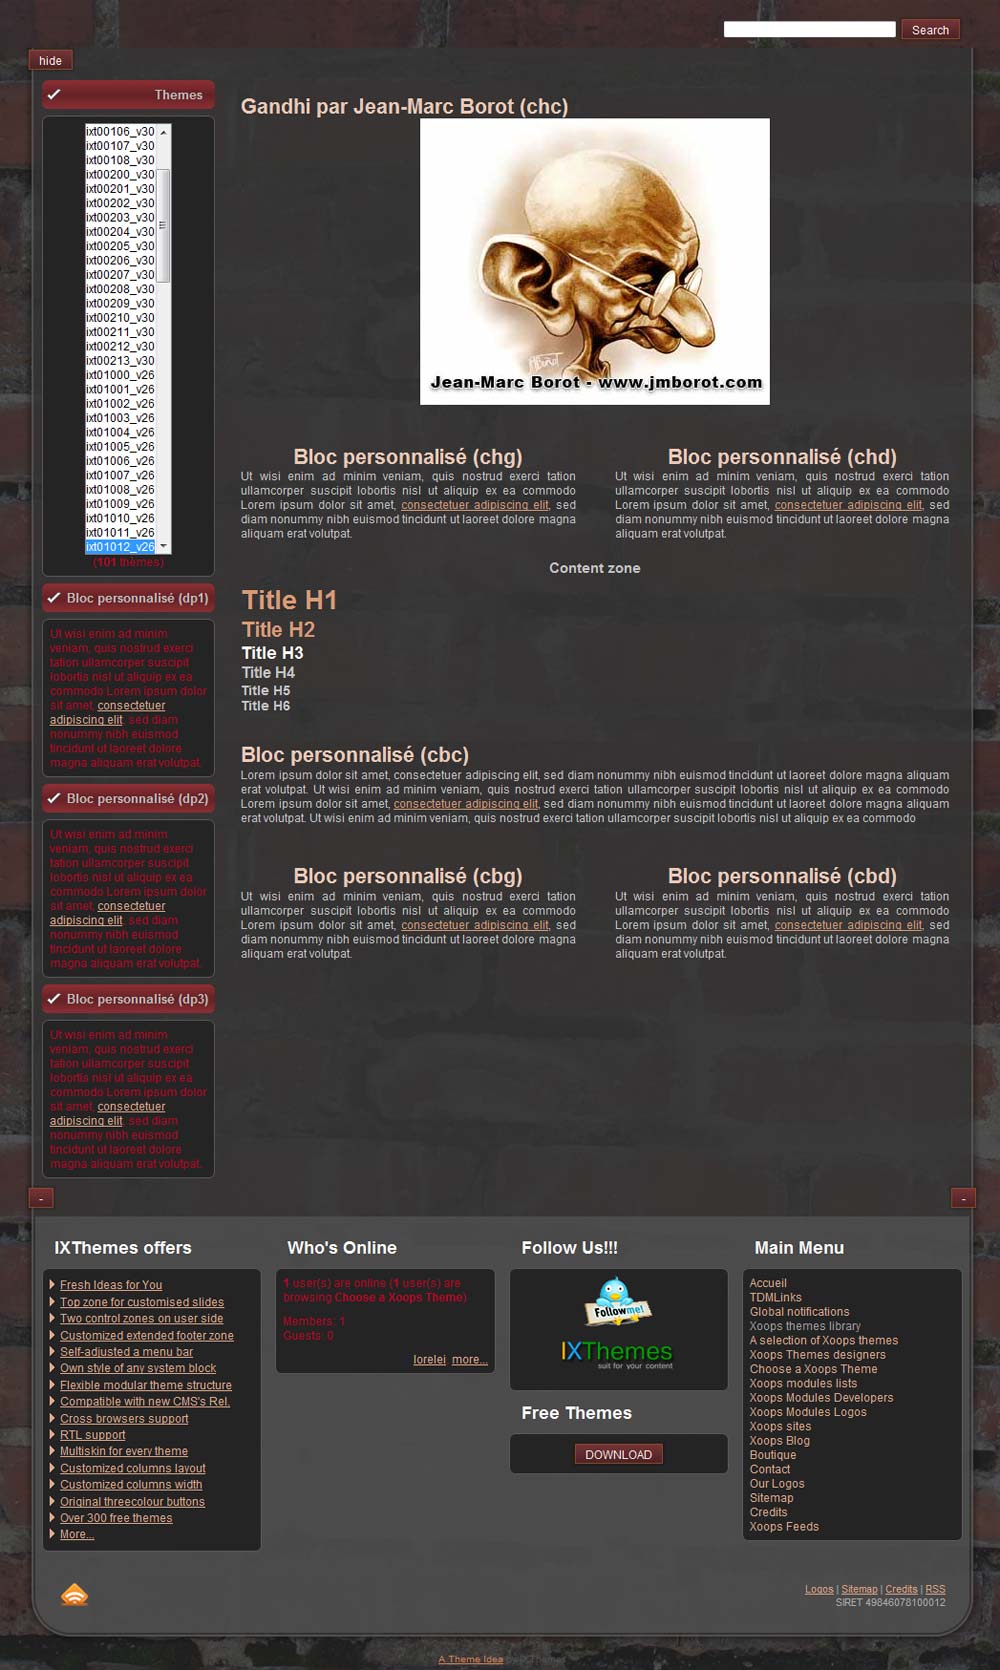 Search
hide
Themes
ixt00106_v30
ixt00107_v30
ixt00108_v30
ixt00200_v30
ixt00201_v30
ixt00202_v30
ixt00203_v30
ixt00204_v30
ixt00205_v30
ixt00206_v30
ixt00207_v30
ixt00208_v30
ixt00209_v30
ixt00210_v30
ixt00211_v30
ixt00212_v30
ixt00213_v30
ixt01000_v26
ixt01001_v26
ixt01002_v26
ixt01003_v26
ixt01004_v26
ixt01005_v26
ixt01006_v26
ixt01007_v26
ixt01008_v26
ixt01009_v26
ixt01010_v26
ixt01011_v26
ixt01012_v26
(101 thèmes)
Bloc personnalisé (dp1)
Ut wisi enim ad minim
veniam, quis nostrud exerci
tation ullamcorper suscipit
lobortis nisl ut aliquip ex ea
commodo Lorem ipsum dolor
sit amet, consectetuer
adipiscing elit, sed diam
nonummy nibh euismod
tincidunt ut laoreet dolore
magna aliquam erat volutpat.
Bloc personnalisé (dp2)
Ut wisi enim ad minim
veniam, quis nostrud exerci
tation ullamcorper suscipit
lobortis nisl ut aliquip ex ea
commodo Lorem ipsum dolor
sit amet, consectetuer
adipiscing elit, sed diam
nonummy nibh euismod
tincidunt ut laoreet dolore
magna aliquam erat volutpat.
Bloc personnalisé (dp3)
Ut wisi enim ad minim
veniam, quis nostrud exerci
tation ullamcorper suscipit
lobortis nisl ut aliquip ex ea
commodo Lorem ipsum dolor
sit amet, consectetuer
adipiscing elit, sed diam
nonummy nibh euismod
tincidunt ut laoreet dolore
magna aliquam erat volutpat.
Gandhi par Jean-Marc Borot (chc)
Jean-Marc Borot - www.jmborot.com
Bloc personnalisé (chg)
Ut wisi enim ad minim veniam, quis nostrud exerci tation
ullamcorper suscipit lobortis nisl ut aliquip ex ea commodo
Lorem ipsum dolor sit amet, consectetuer adipiscing elit, sed
diam nonummy nibh euismod tincidunt ut laoreet dolore magna
aliquam erat volutpat.
Bloc personnalisé (chd)
Ut wisi enim ad minim veniam, quis nostrud exerci tation
ullamcorper suscipit lobortis nisl ut aliquip ex ea commodo
Lorem ipsum dolor sit amet, consectetuer adipiscing elit, sed
diam nonummy nibh euismod tincidunt ut laoreet dolore magna
aliquam erat volutpat.
Content zone
Title H1
Title H2
Title H3
Title H4
Title H5
Title H6
Bloc personnalisé (cbc)
Lorem ipsum dolor sit amet, consectetuer adipiscing elit, sed diam nonummy nibh euismod tincidunt ut laoreet dolore magna aliquam
erat volutpat. Ut wisi enim ad minim veniam, quis nostrud exerci tation ullamcorper suscipit lobortis nisl ut aliquip ex ea commodo
Lorem ipsum dolor sit amet, consectetuer adipiscing elit, sed diam nonummy nibh euismod tincidunt ut laoreet dolore magna aliquam
erat volutpat. Ut wisi enim ad minim veniam, quis nostrud exerci tation ullamcorper suscipit lobortis nisl ut aliquip ex ea commodo
Bloc personnalisé (cbg)
Ut wisi enim ad minim veniam, quis nostrud exerci tation
ullamcorper suscipit lobortis nisl ut aliquip ex ea commodo
Lorem ipsum dolor sit amet, consectetuer adipiscing elit, sed
diam nonummy nibh euismod tincidunt ut laoreet dolore magna
aliquam erat volutpat.
Bloc personnalisé (cbd)
Ut wisi enim ad minim veniam, quis nostrud exerci tation
ullamcorper suscipit lobortis nisl ut aliquip ex ea commodo
Lorem ipsum dolor sit amet, consectetuer adipiscing elit, sed
diam nonummy nibh euismod tincidunt ut laoreet dolore magna
aliquam erat volutpat.
- -
IXThemes offers
Fresh Ideas for You
Top zone for customised slides
Two control zones on user side
Customized extended footer zone
Self-adjusted a menu bar
Own style of any system block
Flexible modular theme structure
Compatible with new CMS's Rel.
Cross browsers support
RTL support
Multiskin for every theme
Customized columns layout
Customized columns width
Original threecolour buttons
Over 300 free themes
More...
Who's Online
1 user(s) are online (1 user(s) are
browsing Choose a Xoops Theme)
Members: 1
Guests: 0
lorelei, more...
Follow Us!!!
Followme!
IXThemes
suit for your content
Free Themes
DOWNLOAD
Main Menu
Accueil
TDMLinks
Global notifications
Xoops themes library
A selection of Xoops themes
Xoops Themes designers
Choose a Xoops Theme
Xoops modules lists
Xoops Modules Developers
Xoops Modules Logos
Xoops sites
Xoops Blog
Boutique
Contact
Our Logos
Sitemap
Credits
Xoops Feeds
Logos | Sitemap | Credits | RSS
SIRET 49846078100012
A Theme Idea by IXThemes